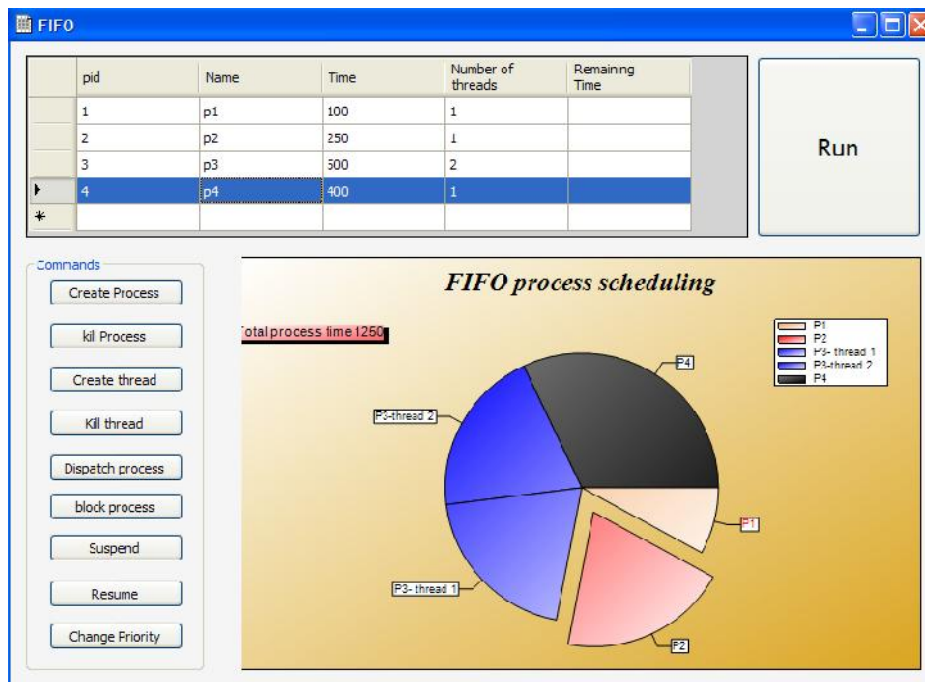 FIFO
pid Name Time Number of threads Remaining Time
1 p1 100 1
2 p2 250 1
3 p3 500 2
4 p4 400 1
Run
Commands
Create Process
kil Process
Create thread
Kill thread
Dispatch process
block process
Suspend
Resume
Change Friority
FIFO process scheduling
Total process time 1250
P1
P2
P3- thread 1
P3-thread 2
P4
P4
P3-thread 2
P1
P3- thread 1
P2